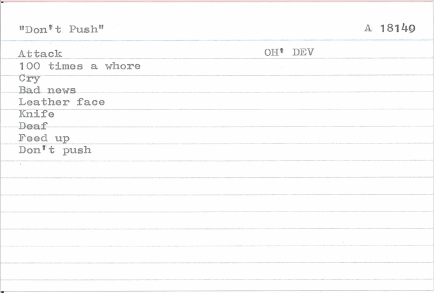 "Don't Push" A 18149
Attack OH' DEV
100 times a whore
Cry
Bad news
Leather face
Knife
Deaf
Feed up
Don't push